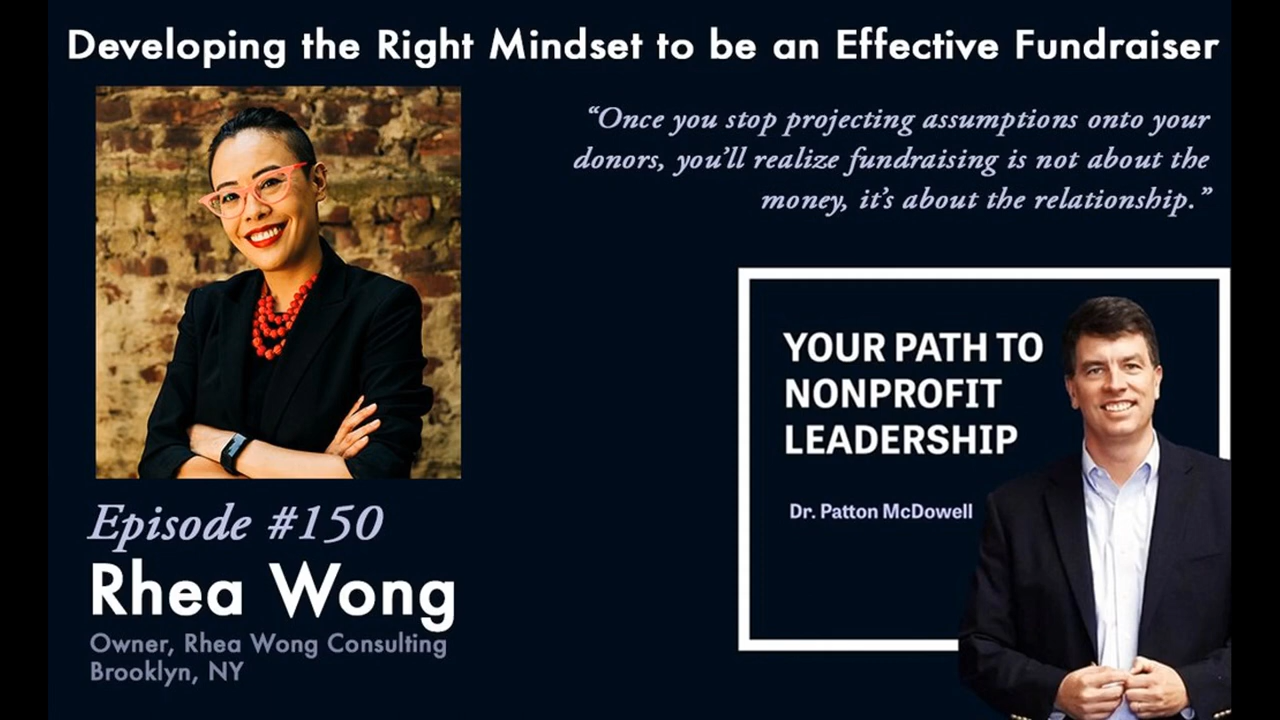 Developing the Right Mindset to be an Effective Fundraiser
“Once you stop projecting assumptions onto your
donors, you’ll realize fundraising is not about the
money, it’s about the relationship.”
YOUR PATH TO
NONPROFIT
LEADERSHIP
Dr. Patton McDowell
Episode #150
Rhea Wong
Owner, Rhea Wong Consulting
Brooklyn, NY